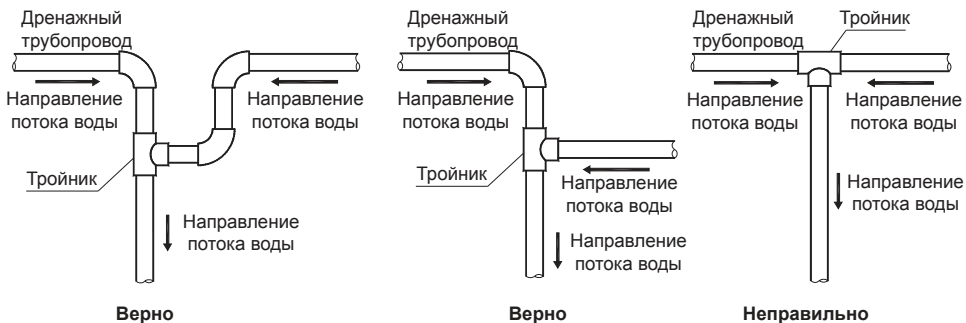 Дренажный
трубопровод
Направление
потока воды
Направление
потока воды
Тройник
Направление
потока воды
Верно
Дренажный
трубопровод
Направление
потока воды
Тройник
Направление
потока воды
Направление
потока воды
Верно
Дренажный
трубопровод
Тройник
Направление
потока воды
Направление
потока воды
Направление
потока воды
Неправильно